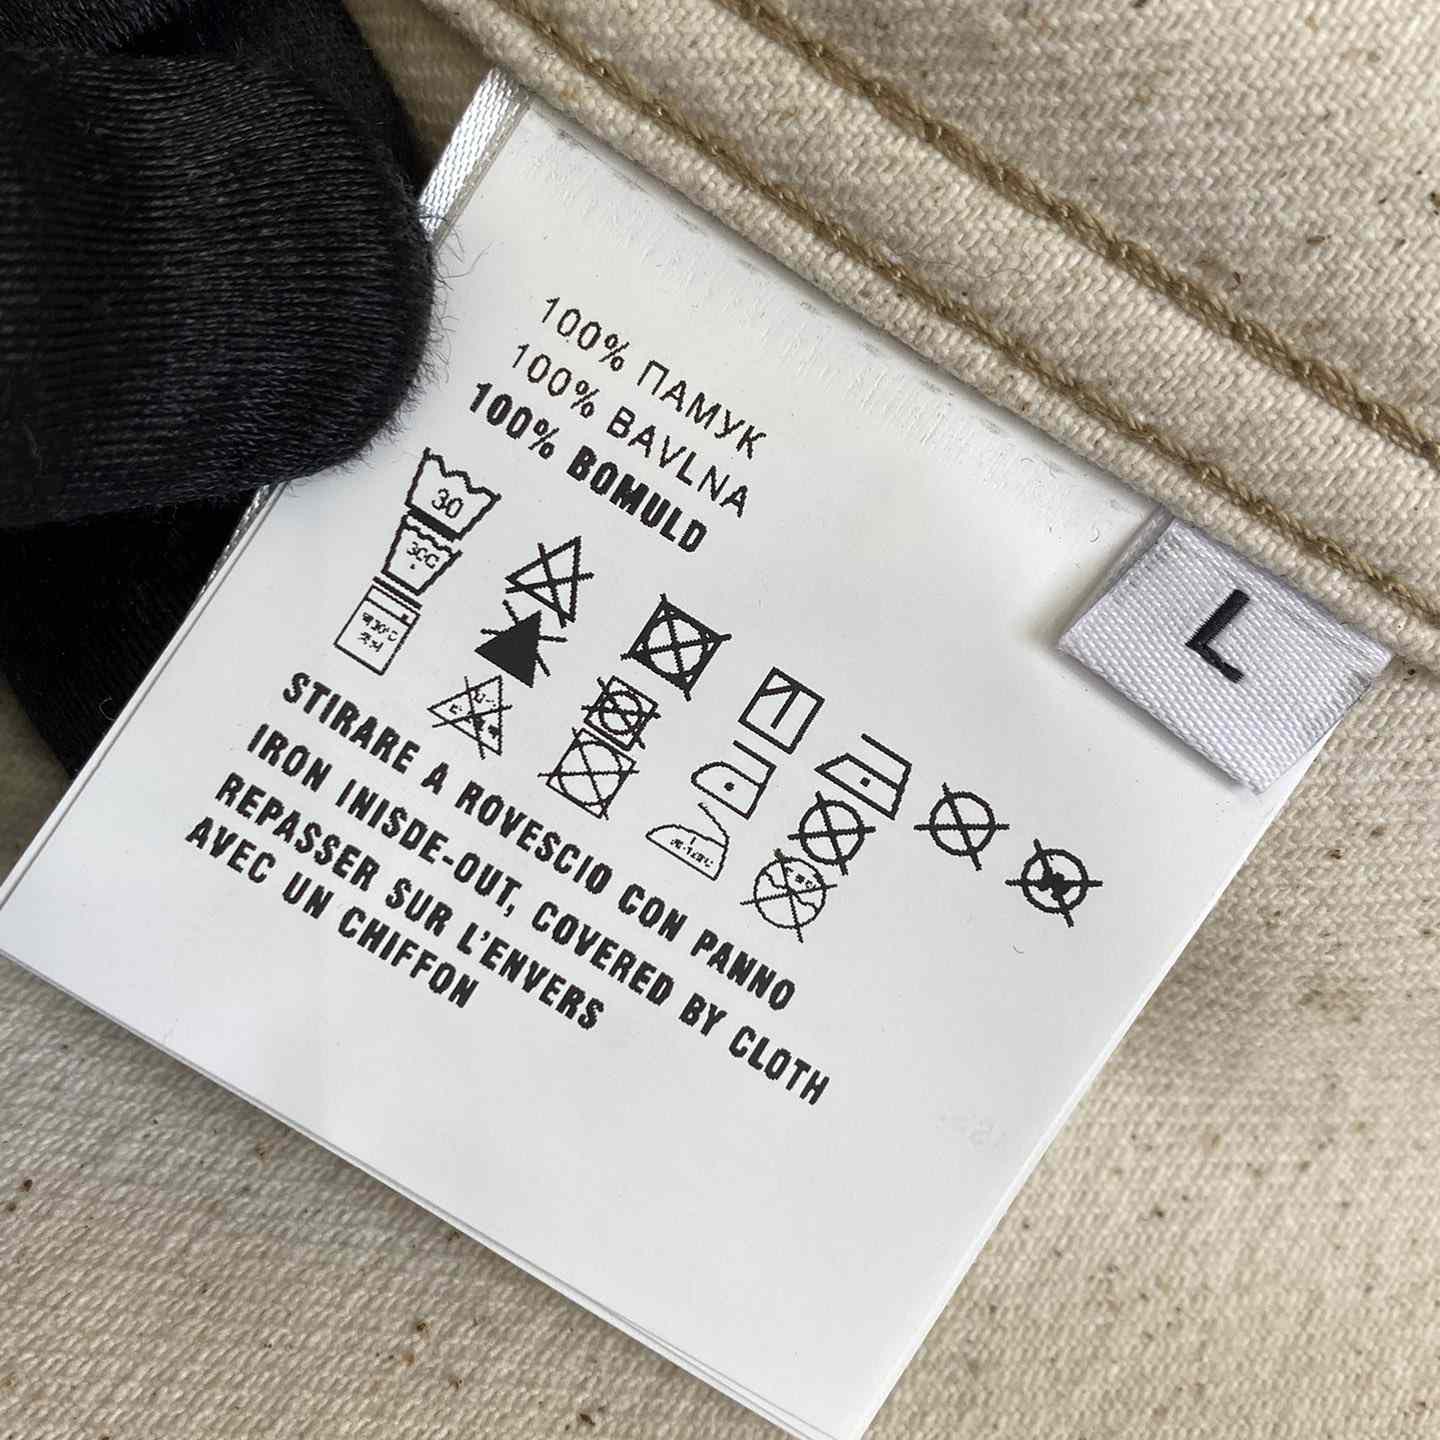 100% ПАМУК
100% BAVLNA
100% BOMULD
30
30C
STIRARE A ROVESCIO CON PANNO
IRON INISDE-OUT, COVERED BY CLOTH
REPASSER SUR L'ENVERS
AVEC UN CHIFFON
L